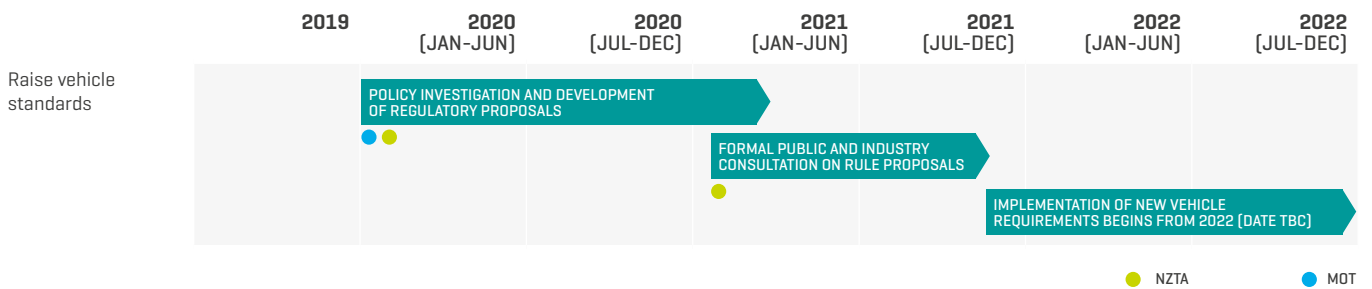 2019
2020
(JAN-JUN)
2020
(JUL-DEC)
2021
(JAN-JUN)
2021
(JUL-DEC)
2022
(JAN-JUN)
2022
(JUL-DEC)
Raise vehicle
standards
POLICY INVESTIGATION AND DEVELOPMENT
OF REGULATORY PROPOSALS
FORMAL PUBLIC AND INDUSTRY
CONSULTATION ON RULE PROPOSALS
IMPLEMENTATION OF NEW VEHICLE
REQUIREMENTS BEGINS FROM 2022 (DATE TBC)
NZTA
MOT